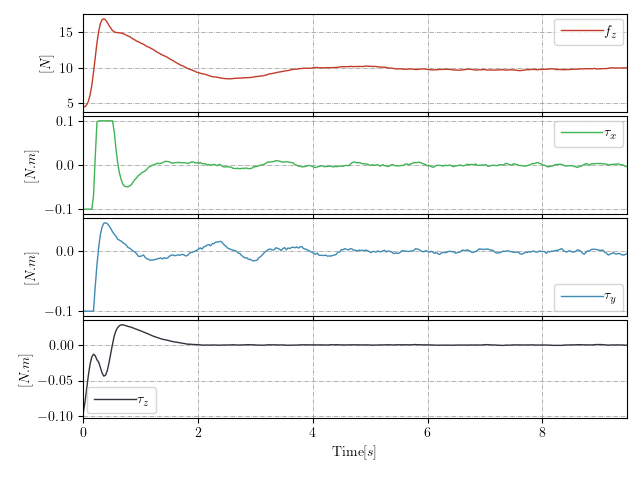 15
10
5
[N]
f_z
0.1
0.0
−0.1
[N.m]
τ_x
0.0
−0.1
[N.m]
τ_y
0.00
−0.05
−0.10
[N.m]
τ_z
0 2 4 6 8
Time[s]